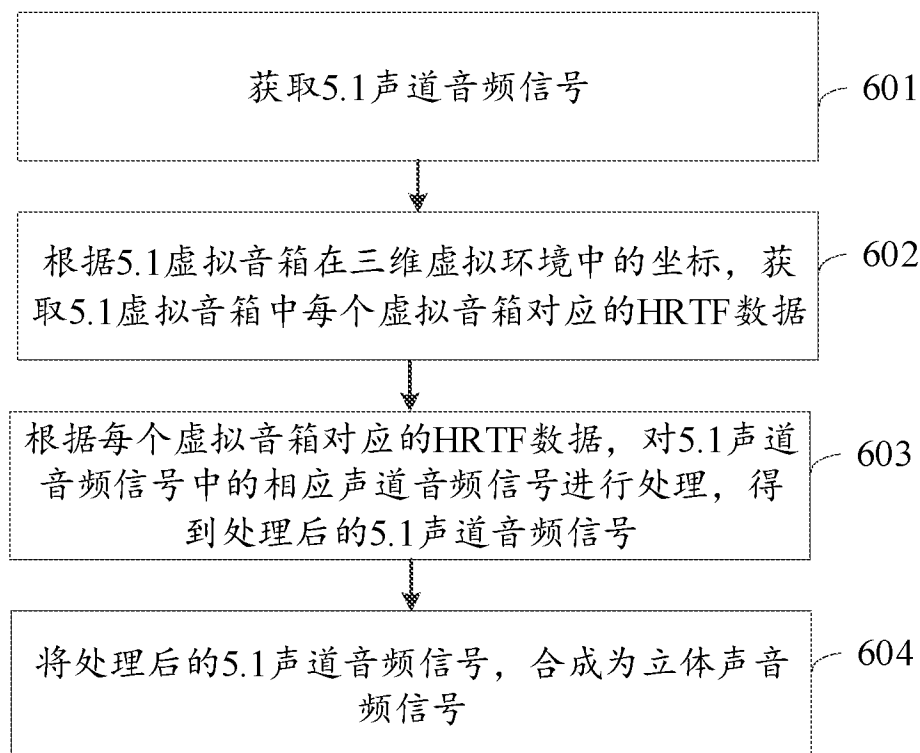 获取5.1声道音频信号
601
根据5.1虚拟音箱在三维虚拟环境中的坐标，获
取5.1虚拟音箱中每个虚拟音箱对应的HRTF数据
602
根据每个虚拟音箱对应的HRTF数据，对5.1声道
音频信号中的相应声道音频信号进行处理，得
到处理后的5.1声道音频信号
603
将处理后的5.1声道音频信号，合成为立体声音
频信号
604